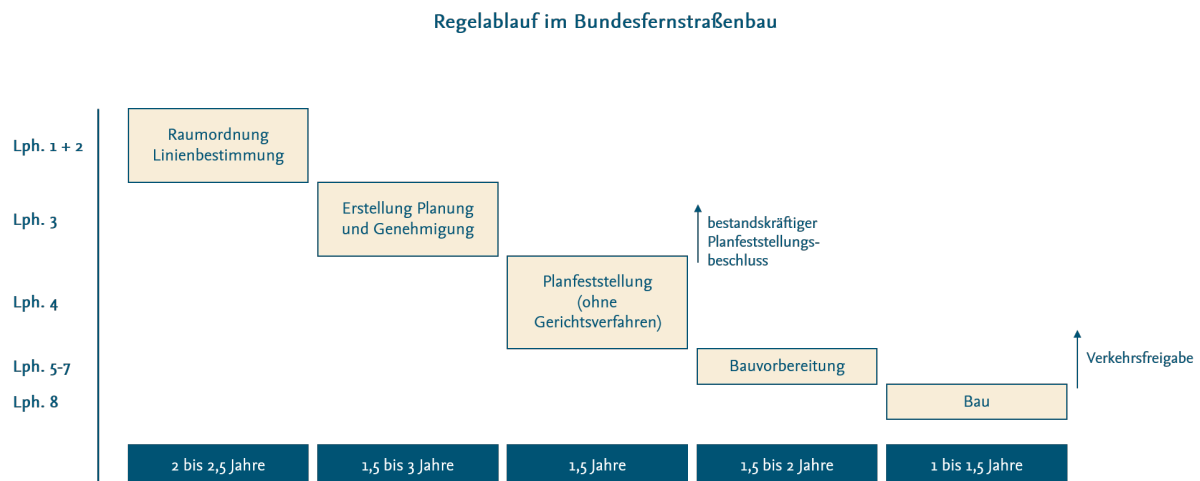 Regelablauf im Bundesfernstraßenbau
Lph. 1 + 2
Raumordnung
Linienbestimmung
Lph. 3
Erstellung Planung
und Genehmigung
bestandskräftiger
Planfeststellungs-
beschluss
Lph. 4
Planfeststellung
(ohne
Gerichtsverfahren)
Lph. 5-7
Bauvorbereitung
Verkehrsfreigabe
Lph. 8
Bau
2 bis 2,5 Jahre
1,5 bis 3 Jahre
1,5 Jahre
1,5 bis 2 Jahre
1 bis 1,5 Jahre